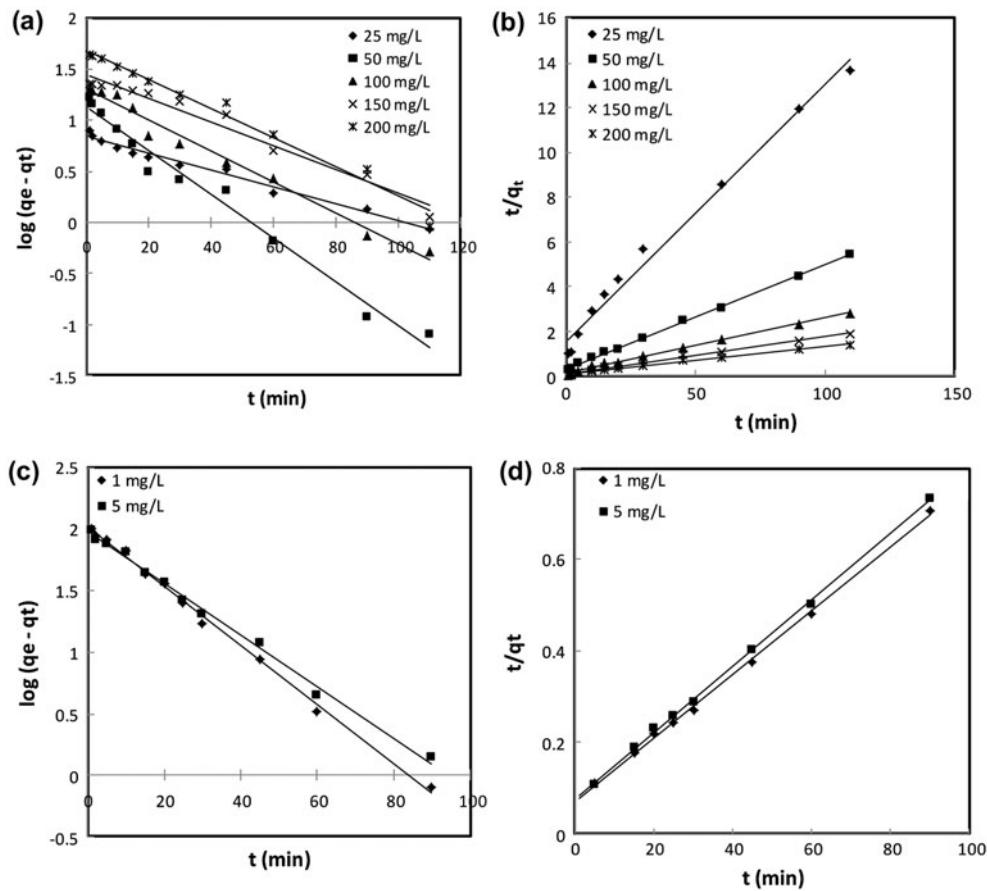 (a)
2
1.5
1
0.5
0
-0.5
-1
-1.5
0
20
40
60
80
100
120
25 mg/L
50 mg/L
100 mg/L
150 mg/L
200 mg/L
log (qe - qt)
t (min)
(b)
16
14
12
10
8
6
4
2
0
0
50
100
150
25 mg/L
50 mg/L
100 mg/L
150 mg/L
200 mg/L
t/qt
t (min)
(c)
2.5
2
1.5
1
0.5
0
-0.5
0
20
40
60
80
100
1 mg/L
5 mg/L
log (qe - qt)
t (min)
(d)
0.8
0.6
0.4
0.2
0
0
20
40
60
80
100
1 mg/L
5 mg/L
t/qt
t (min)